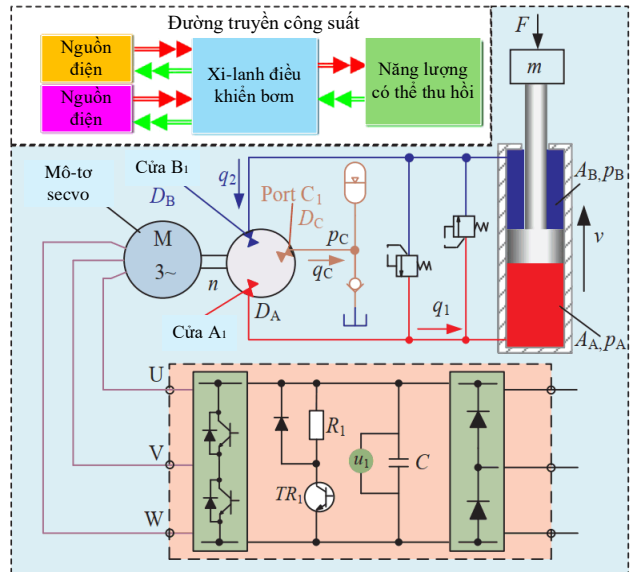 Đường truyền công suất
Nguồn
điện
Nguồn
điện
Xi-lanh điều
khiển bơm
Năng lượng
có thể thu hồi
F
m
Mô-tơ
secvo
Cửa B1
DB
q2
Port C1
DC
pC
qC
M
3~
n
DA
Cửa A1
q1
AB, pB
v
AA, pA
U
V
W
R1
TR1
u1
C